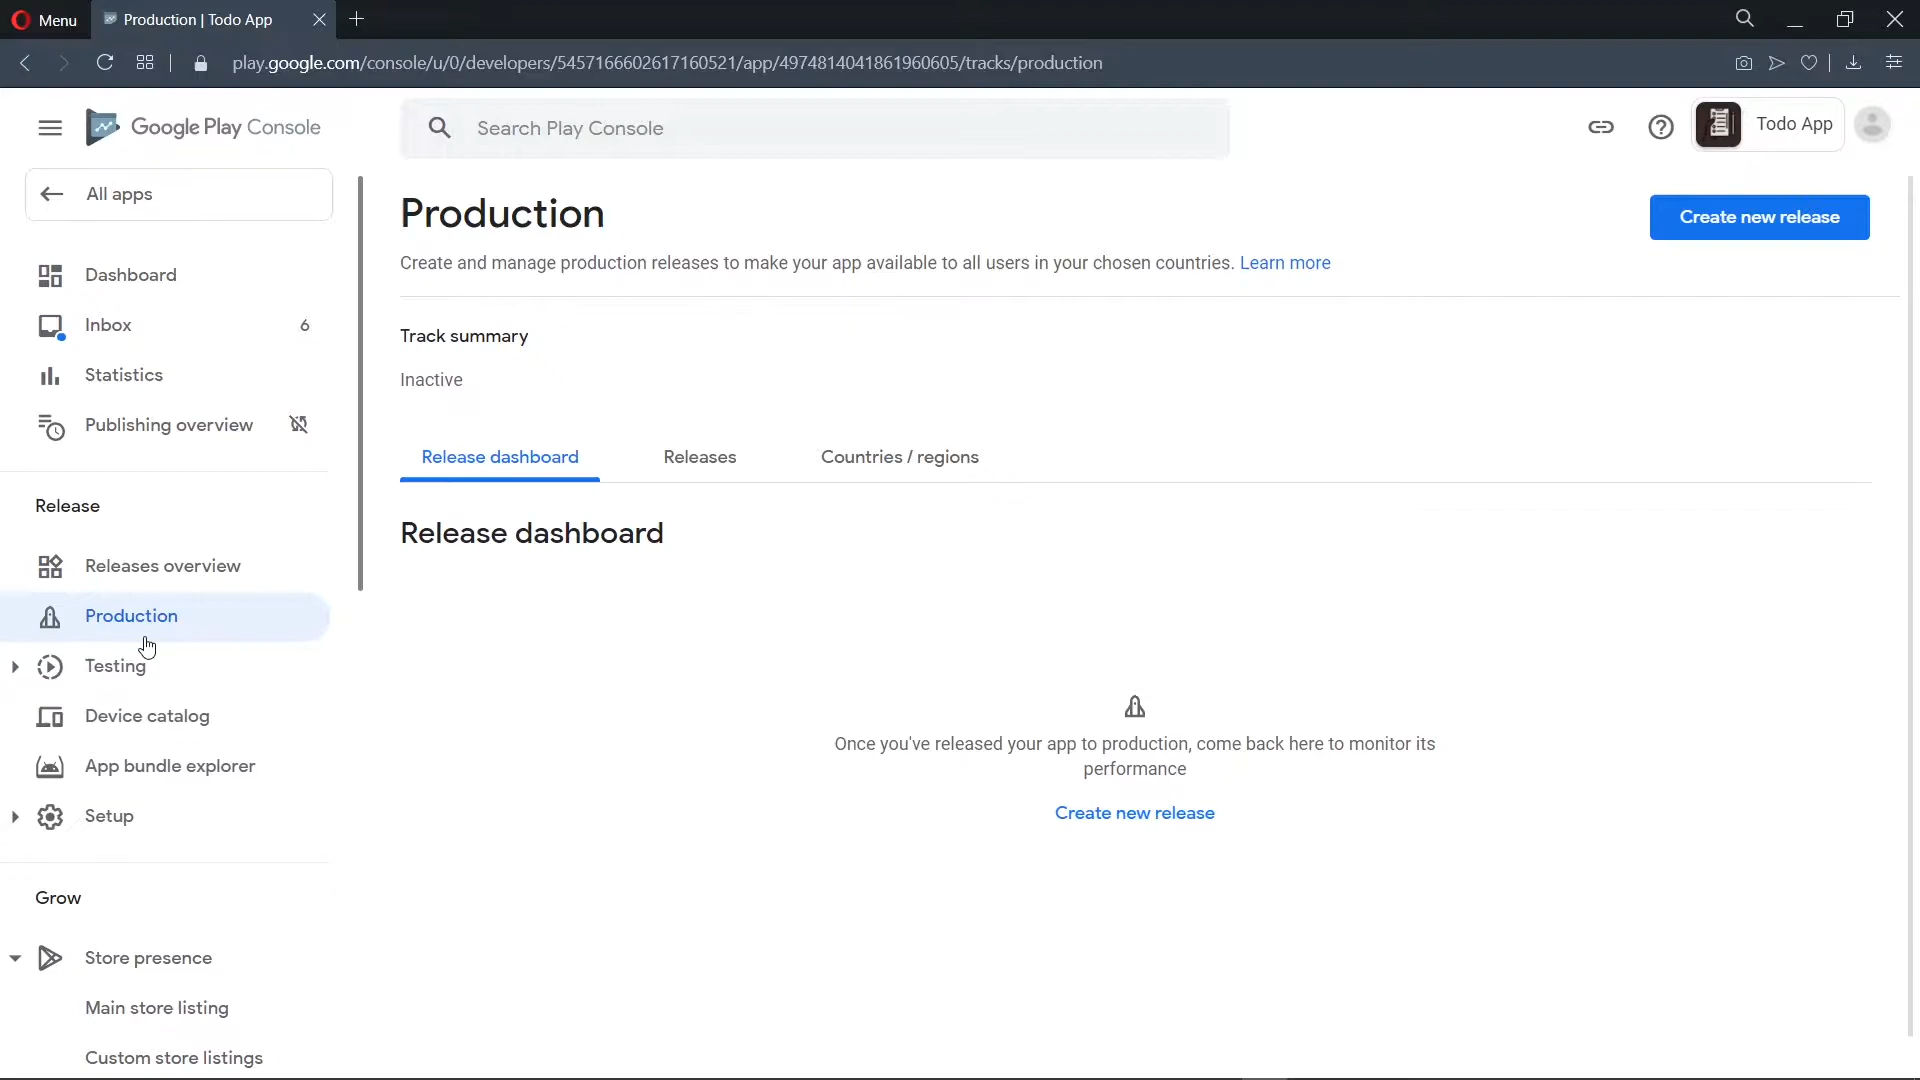 Menu
Production | Todo App
play.google.com/console/u/0/developers/5457166602617160521/app/4974814041861960605/tracks/production
Google Play Console
Search Play Console
Todo App
All apps
Dashboard
Inbox 6
Statistics
Publishing overview
Release
Releases overview
Production
Testing
Device catalog
App bundle explorer
Setup
Grow
Store presence
Main store listing
Custom store listings
Production
Create new release
Create and manage production releases to make your app available to all users in your chosen countries. Learn more
Track summary
Inactive
Release dashboard Releases Countries / regions
Release dashboard
Once you've released your app to production, come back here to monitor its
performance
Create new release